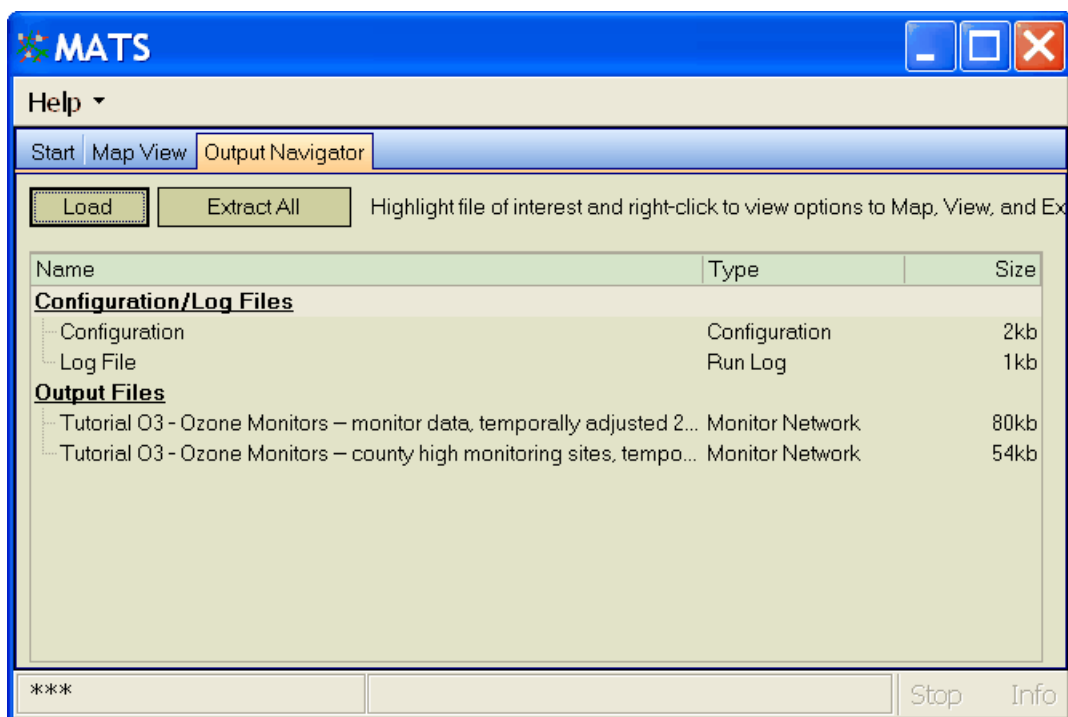 MATS
Help
Start Map View Output Navigator
Load Extract All Highlight file of interest and right-click to view options to Map, View, and Ex
Name Type Size
Configuration/Log Files
Configuration Configuration 2kb
Log File Run Log 1kb
Output Files
Tutorial O3 - Ozone Monitors – monitor data, temporally adjusted 2... Monitor Network 80kb
Tutorial O3 - Ozone Monitors – county high monitoring sites, tempo... Monitor Network 54kb
*** Stop Info